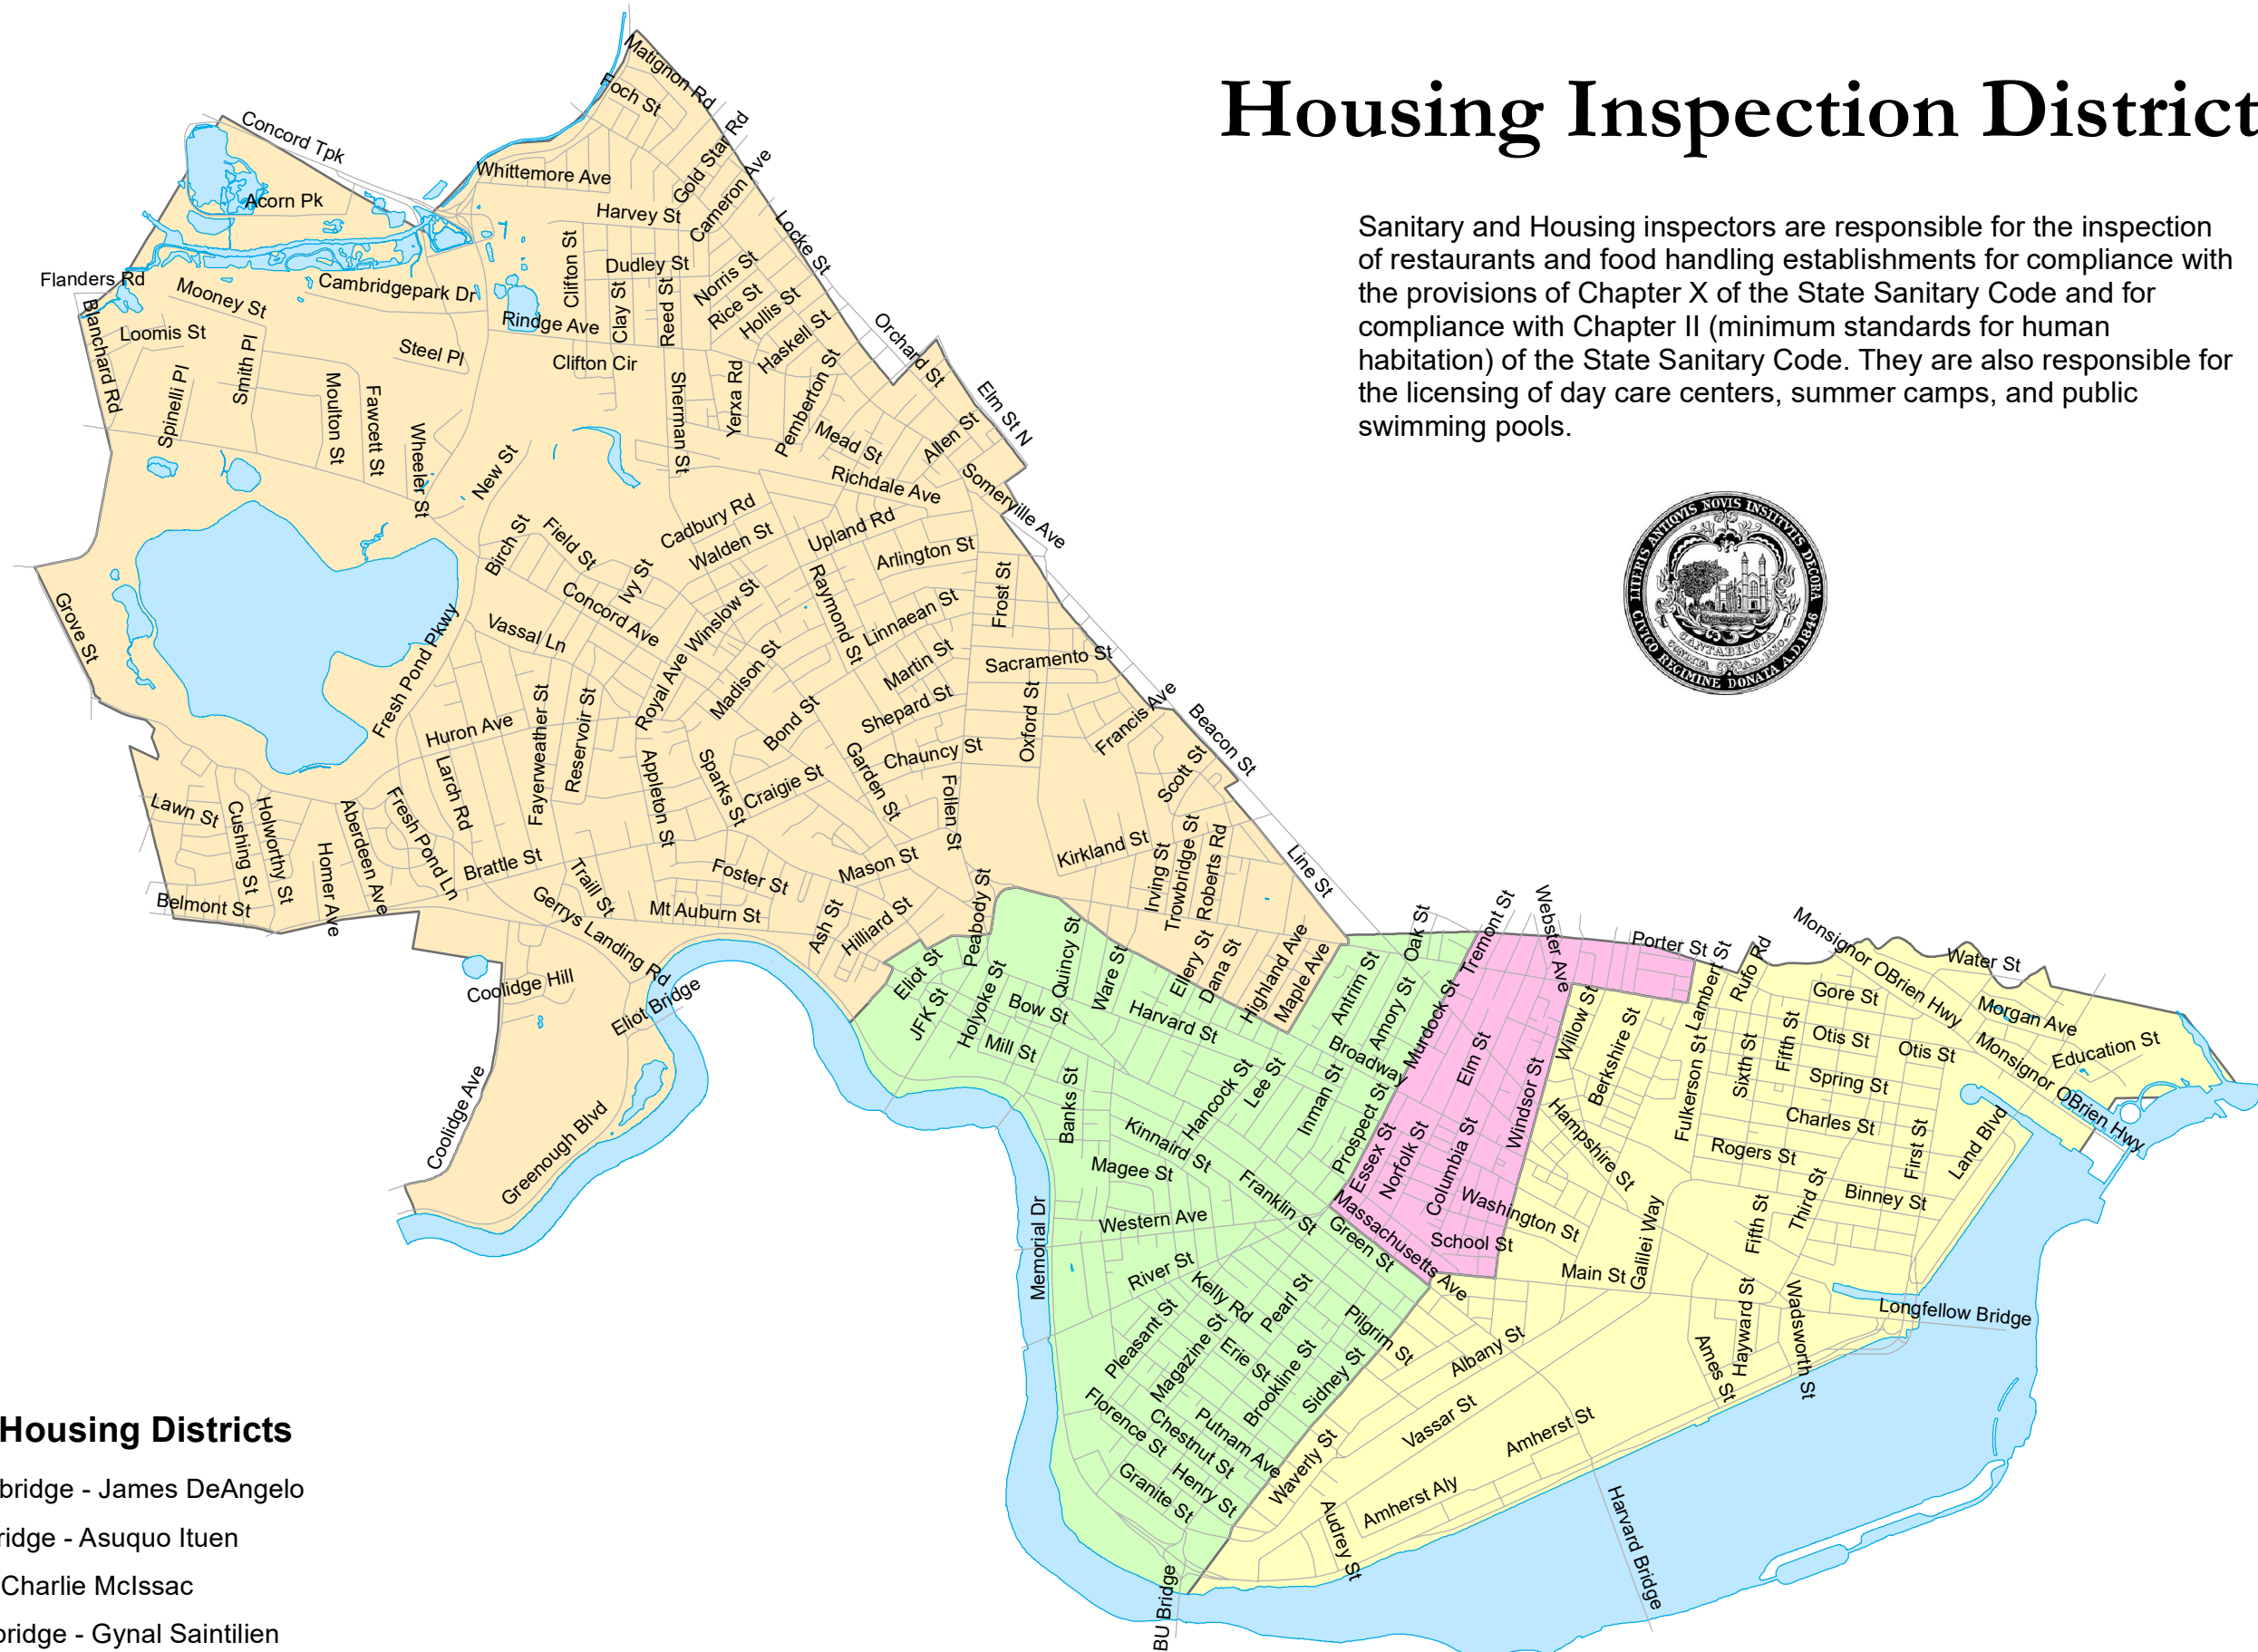 Housing Inspection District
Sanitary and Housing inspectors are responsible for the inspection
of restaurants and food handling establishments for compliance with
the provisions of Chapter X of the State Sanitary Code and for
compliance with Chapter II (minimum standards for human
habitation) of the State Sanitary Code. They are also responsible for
the licensing of day care centers, summer camps, and public
swimming pools.
LITERIS ANTIQVIS NOVIS INSTITVTIS DECORA
CIVICO REGIMINE DONATA A.D. 1846
CANTABRIGIA
CONDITA A.D. 1630.
Matignon Rd
Foch St
Concord Tpk
Whittemore Ave
Gold Star Rd
Cameron Ave
Acorn Pk
Harvey St
Locke St
Clifton St
Dudley St
Norris St
Flanders Rd
Mooney St
Cambridgepark Dr
Clay St
Reed St
Rice St
Hollis St
Blanchard Rd
Loomis St
Rindge Ave
Haskell St
Orchard St
Smith Pl
Steel Pl
Clifton Cir
Spinelli Pl
Moulton St
Fawcett St
Sherman St
Yerxa Rd
Pemberton St
Elm St N
Wheeler St
New St
Mead St
Allen St
Richdale Ave
Somerville Ave
Birch St
Field St
Cadbury Rd
Walden St
Upland Rd
Arlington St
Ivy St
Concord Ave
Winslow St
Raymond St
Linnaean St
Frost St
Grove St
Vassal Ln
Fresh Pond Pkwy
Royal Ave
Madison St
Martin St
Sacramento St
Huron Ave
Fayerweather St
Reservoir St
Bond St
Shepard St
Oxford St
Francis Ave
Beacon St
Larch Rd
Appleton St
Sparks St
Craigie St
Garden St
Chauncy St
Follen St
Scott St
Lawn St
Cushing St
Holworthy St
Homer Ave
Aberdeen Ave
Fresh Pond Ln
Brattle St
Traill St
Foster St
Mason St
Kirkland St
Irving St
Trowbridge St
Roberts Rd
Line St
Belmont St
Gerrys Landing Rd
Mt Auburn St
Ash St
Hilliard St
Peabody St
Quincy St
Ware St
Ellery St
Dana St
Highland Ave
Maple Ave
Oak St
Tremont St
Webster Ave
Porter St
Lambert St
Rufo Rd
Monsignor OBrien Hwy
Water St
Coolidge Hill
Eliot Bridge
Eliot St
JFK St
Holyoke St
Bow St
Mill St
Harvard St
Antrim St
Amory St
Broadway
Murdock St
Elm St
Willow St
Berkshire St
Gore St
Morgan Ave
Otis St
Otis St
Monsignor OBrien Hwy
Education St
Fulkerson St
Sixth St
Fifth St
Spring St
Charles St
Coolidge Ave
Greenough Blvd
Banks St
Kinnaird St
Hancock St
Lee St
Inman St
Prospect St
Essex St
Norfolk St
Columbia St
Windsor St
Hampshire St
Rogers St
First St
Land Blvd
Magee St
Franklin St
Washington St
Binney St
Third St
Memorial Dr
Western Ave
Green St
Massachusetts Ave
School St
Galilei Way
Fifth St
River St
Kelly Rd
Pearl St
Main St
Longfellow Bridge
Pleasant St
Magazine St
Erie St
Pilgrim St
Albany St
Hayward St
Wadsworth St
Ames St
Florence St
Chestnut St
Putnam Ave
Brookline St
Sidney St
Vassar St
Amherst St
Granite St
Henry St
Waverly St
Amherst Aly
Audrey St
Harvard Bridge
BU Bridge
Housing Districts
bridge - James DeAngelo
ridge - Asuquo Ituen
Charlie McIssac
bridge - Gynal Saintilien